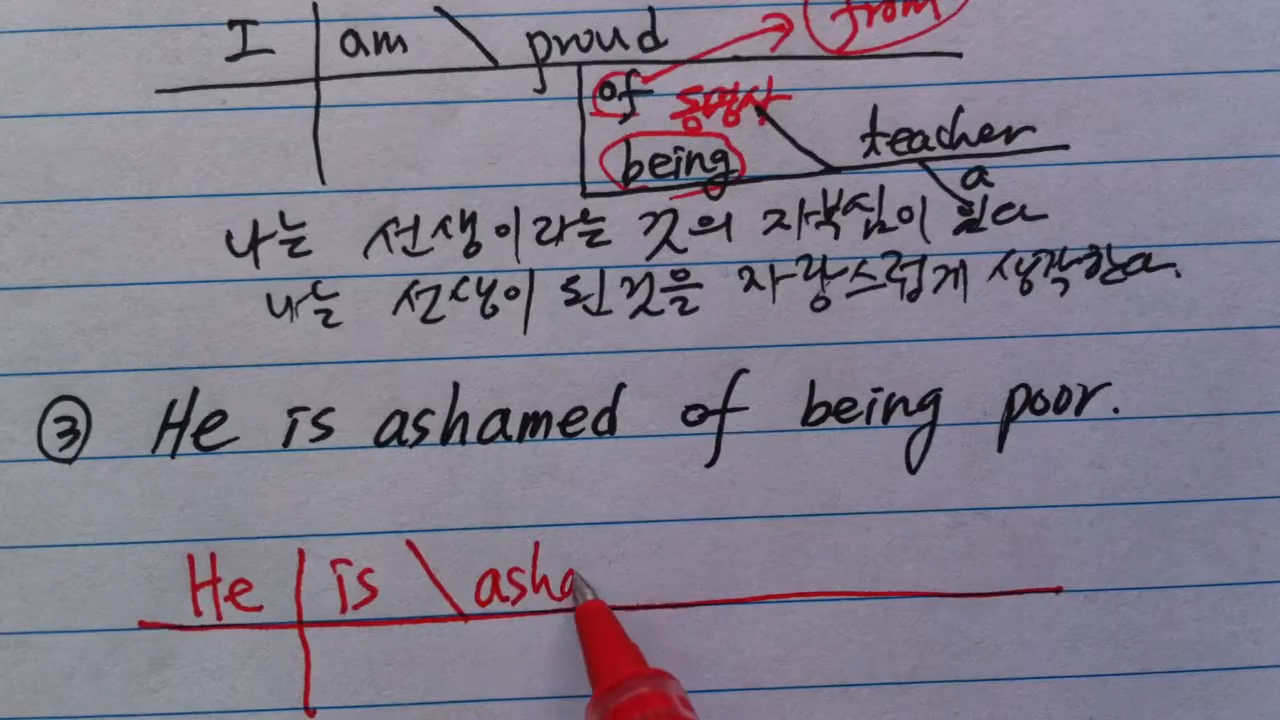 I am proud from
of 동명사
being teacher
a
나는 선생이라는 것의 자부심이 있다
나는 선생이 된것을 자랑스럽게 생각한다.
③ He is ashamed of being poor.
He is asha